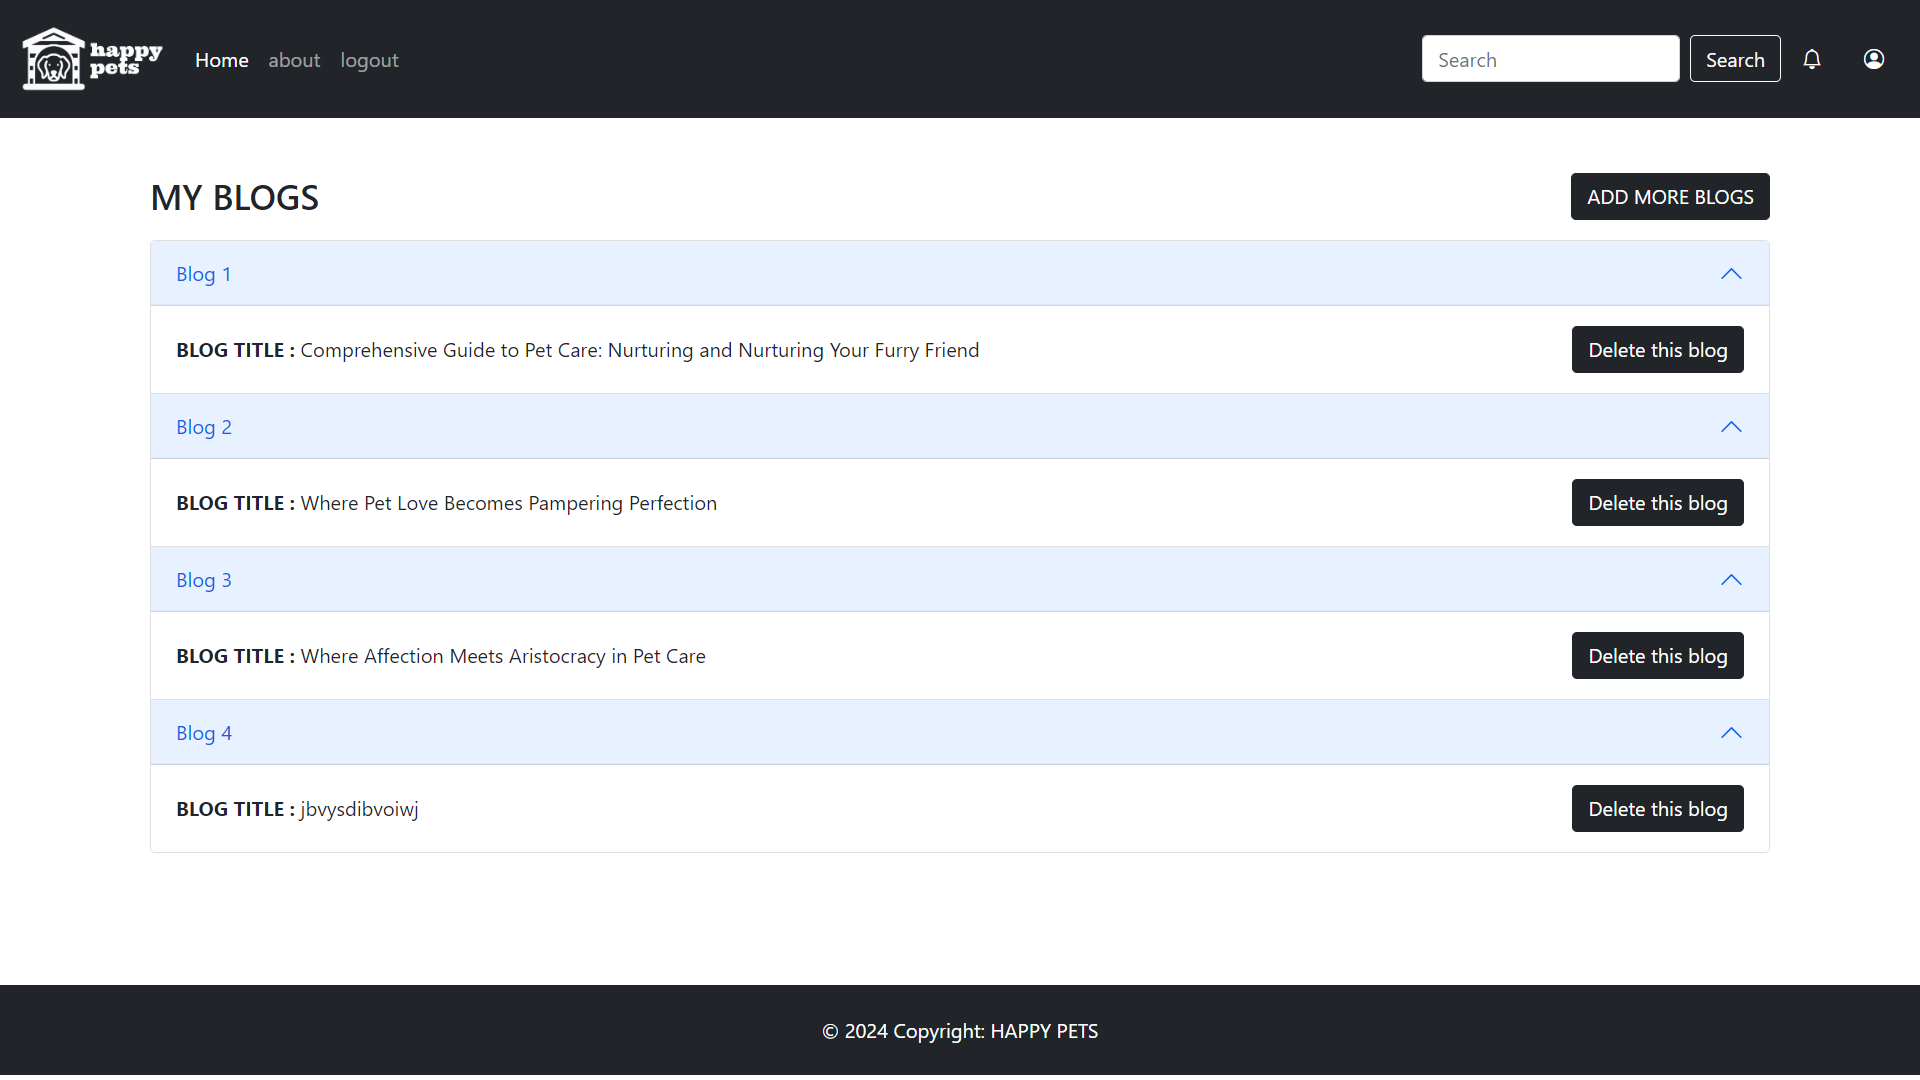 happy
pets
Home about logout
Search
Search
MY BLOGS
ADD MORE BLOGS
Blog 1
BLOG TITLE : Comprehensive Guide to Pet Care: Nurturing and Nurturing Your Furry Friend
Delete this blog
Blog 2
BLOG TITLE : Where Pet Love Becomes Pampering Perfection
Delete this blog
Blog 3
BLOG TITLE : Where Affection Meets Aristocracy in Pet Care
Delete this blog
Blog 4
BLOG TITLE : jbvysdibvoiwj
Delete this blog
© 2024 Copyright: HAPPY PETS